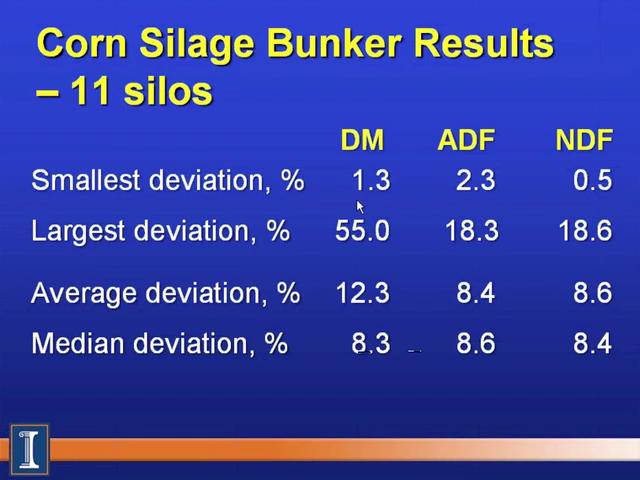 Corn Silage Bunker Results
– 11 silos
DM ADF NDF
Smallest deviation, % 1.3 2.3 0.5
Largest deviation, % 55.0 18.3 18.6
Average deviation, % 12.3 8.4 8.6
Median deviation, % 8.3 8.6 8.4
I